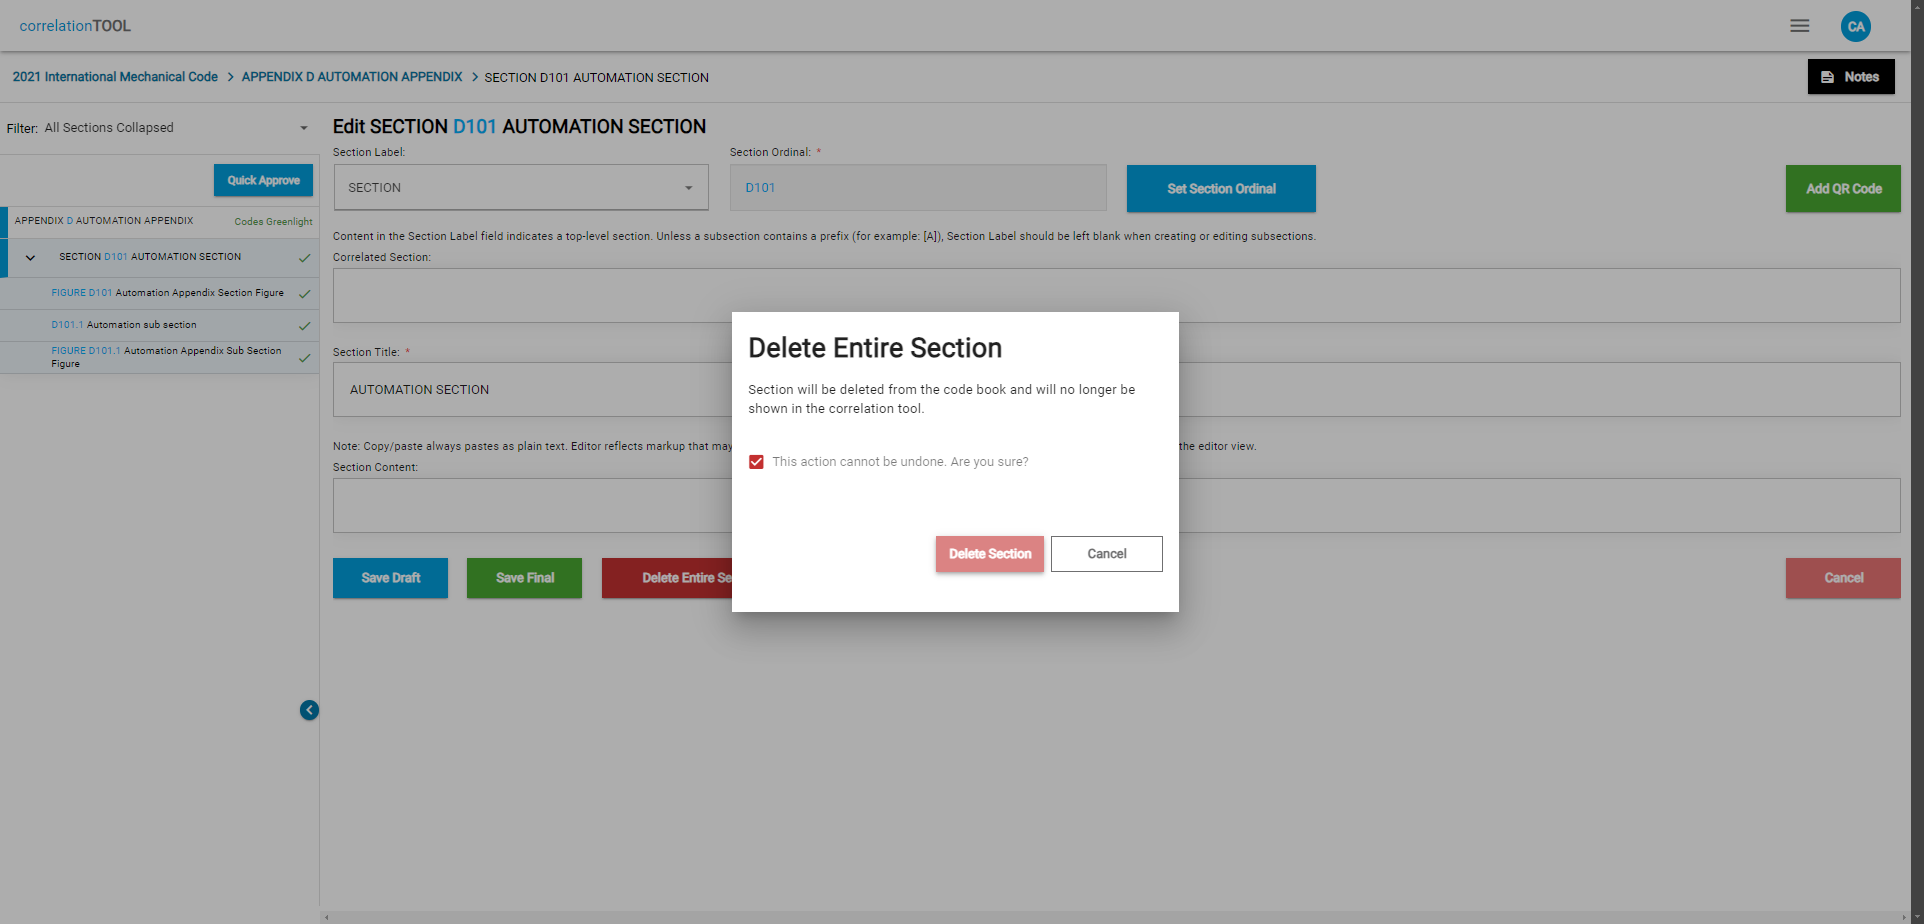 correlationTOOL
CA
2021 International Mechanical Code > APPENDIX D AUTOMATION APPENDIX > SECTION D101 AUTOMATION SECTION
Notes
Filter: All Sections Collapsed
Quick Approve
APPENDIX D AUTOMATION APPENDIX Codes Greenlight
SECTION D101 AUTOMATION SECTION
FIGURE D101 Automation Appendix Section Figure
D101.1 Automation sub section
FIGURE D101.1 Automation Appendix Sub Section
Figure
Edit SECTION D101 AUTOMATION SECTION
Section Label:
Section Ordinal: *
SECTION
D101
Set Section Ordinal
Add QR Code
Content in the Section Label field indicates a top-level section. Unless a subsection contains a prefix (for example: [A]), Section Label should be left blank when creating or editing subsections.
Correlated Section:
Section Title: *
AUTOMATION SECTION
Note: Copy/paste always pastes as plain text. Editor reflects markup that may
the editor view.
Section Content:
Save Draft
Save Final
Delete Entire Se
Cancel
Delete Entire Section
Section will be deleted from the code book and will no longer be
shown in the correlation tool.
This action cannot be undone. Are you sure?
Delete Section
Cancel